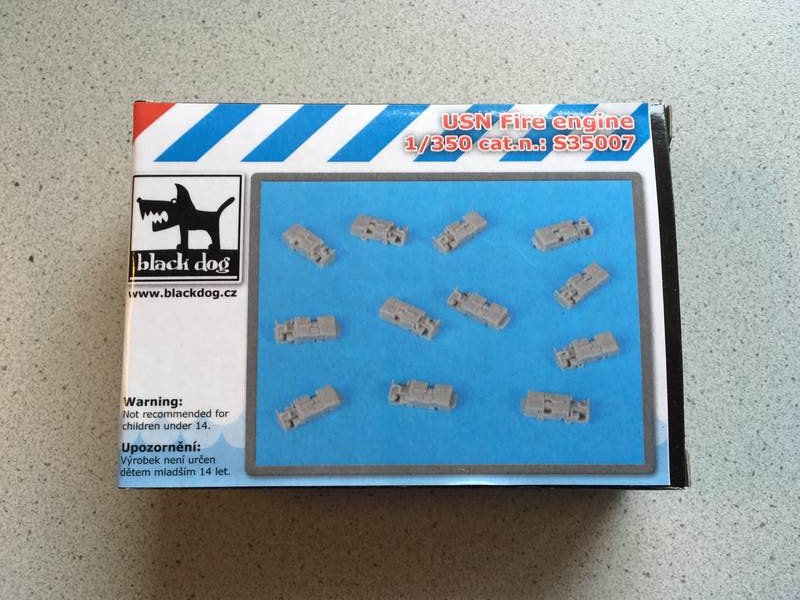 USN Fire engine
1/350 cat.n.: S35007
black dog
www.blackdog.cz
Warning:
Not recommended for
children under 14.
Upozornění:
Výrobek není určen
dětem mladším 14 let.